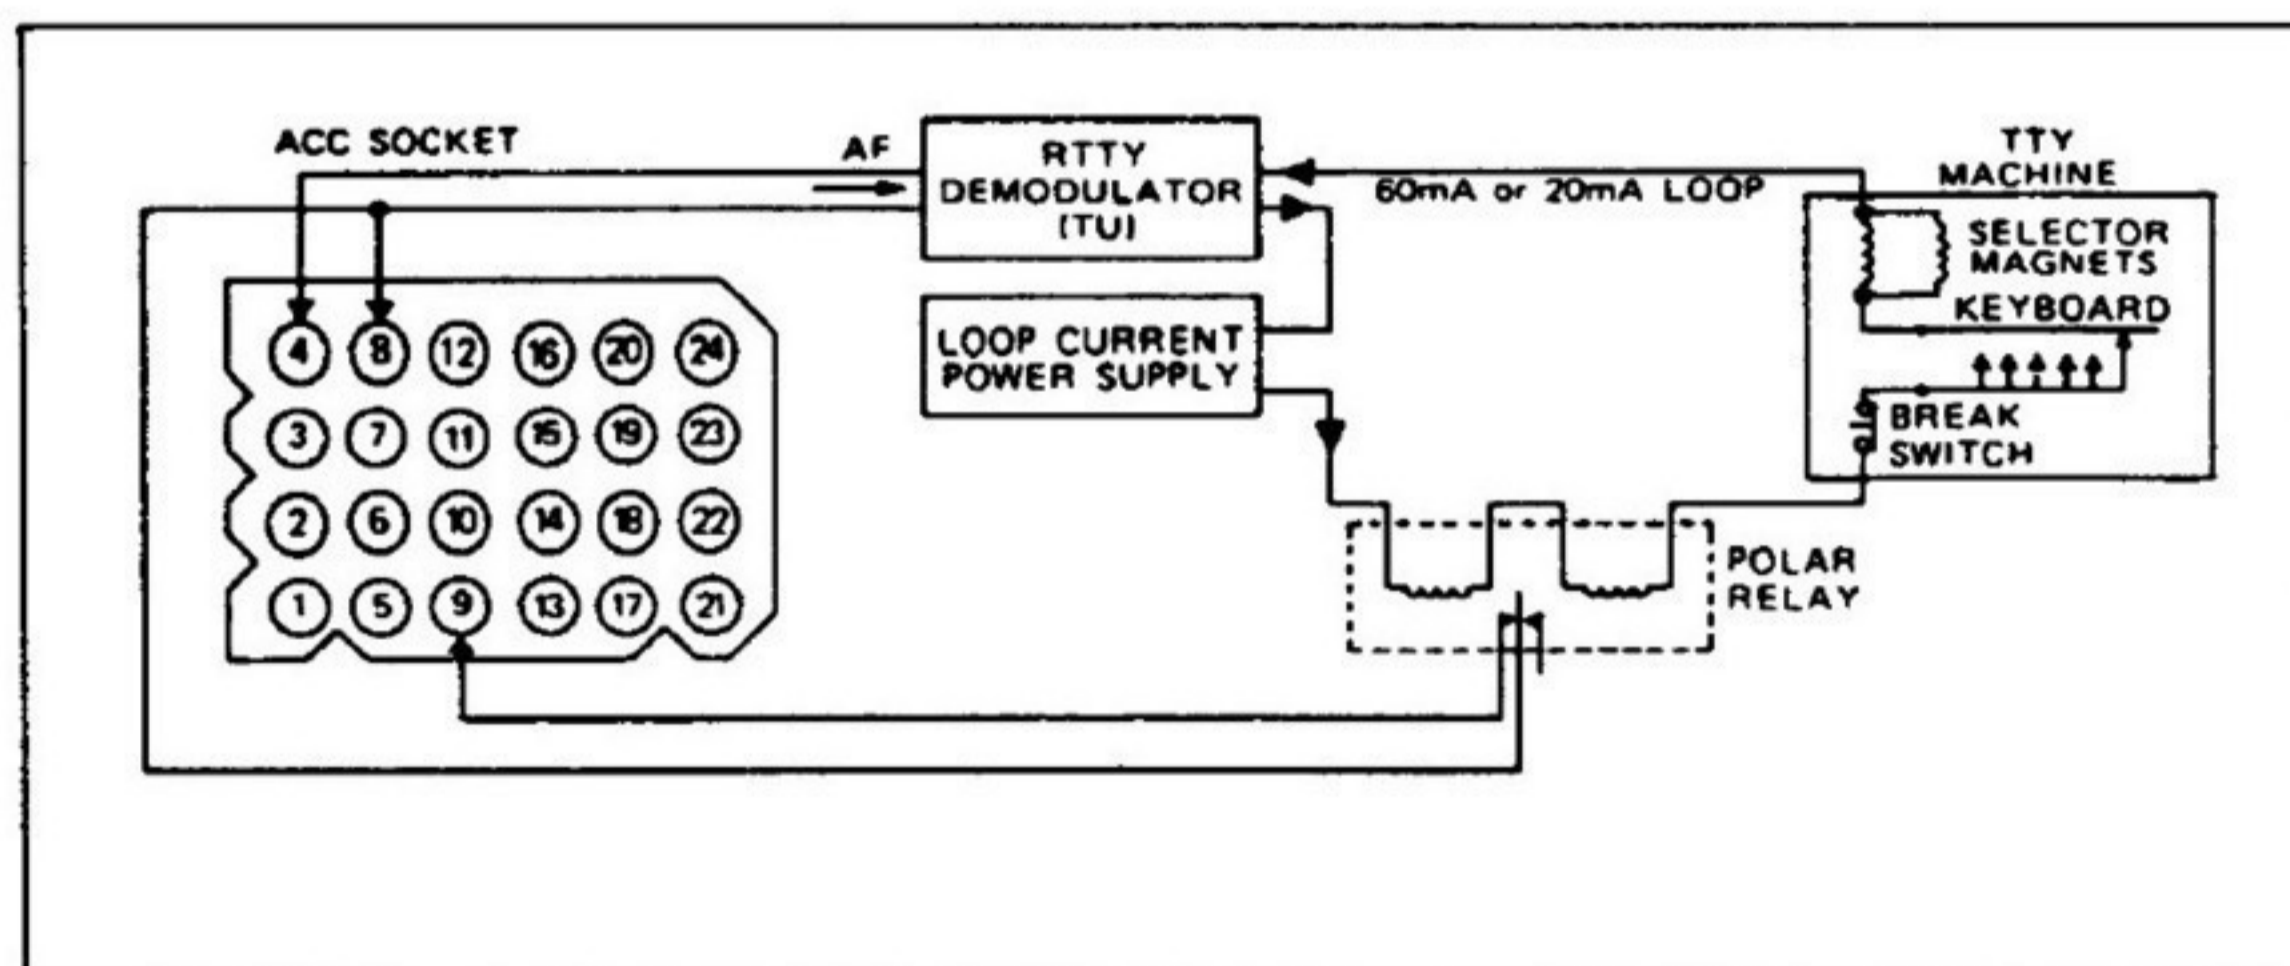 ACC SOCKET
AF
RTTY
DEMODULATOR
(TU)
60mA or 20mA LOOP
TTY
MACHINE
SELECTOR
MAGNETS
KEYBOARD
BREAK
SWITCH
LOOP CURRENT
POWER SUPPLY
POLAR
RELAY
4 8 12 16 20 24
3 7 11 15 19 23
2 6 10 14 18 22
1 5 9 13 17 21